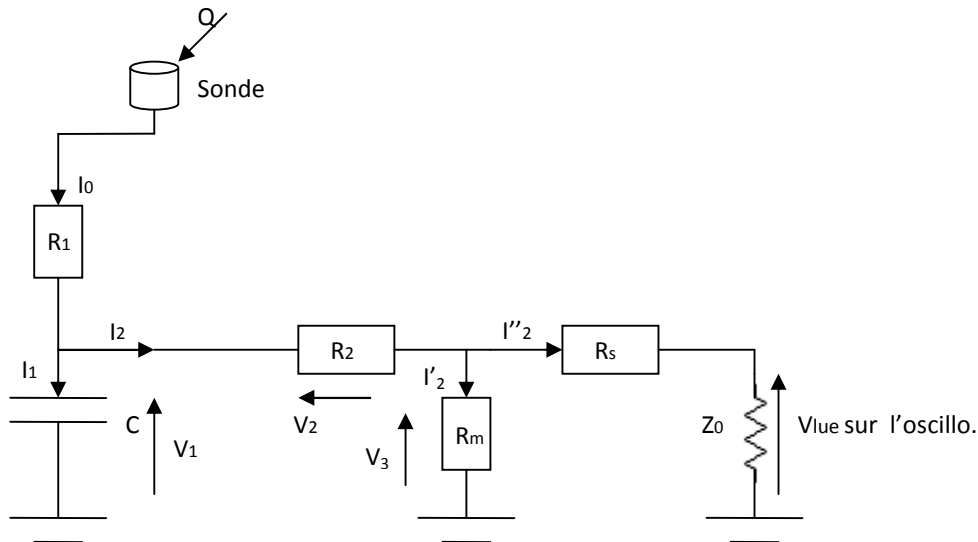 Q
Sonde
I0
R1
I2
R2
I''2
Rs
I1
I'2
C
V1
V2
V3
Rm
Z0
Vlue sur l'oscillo.